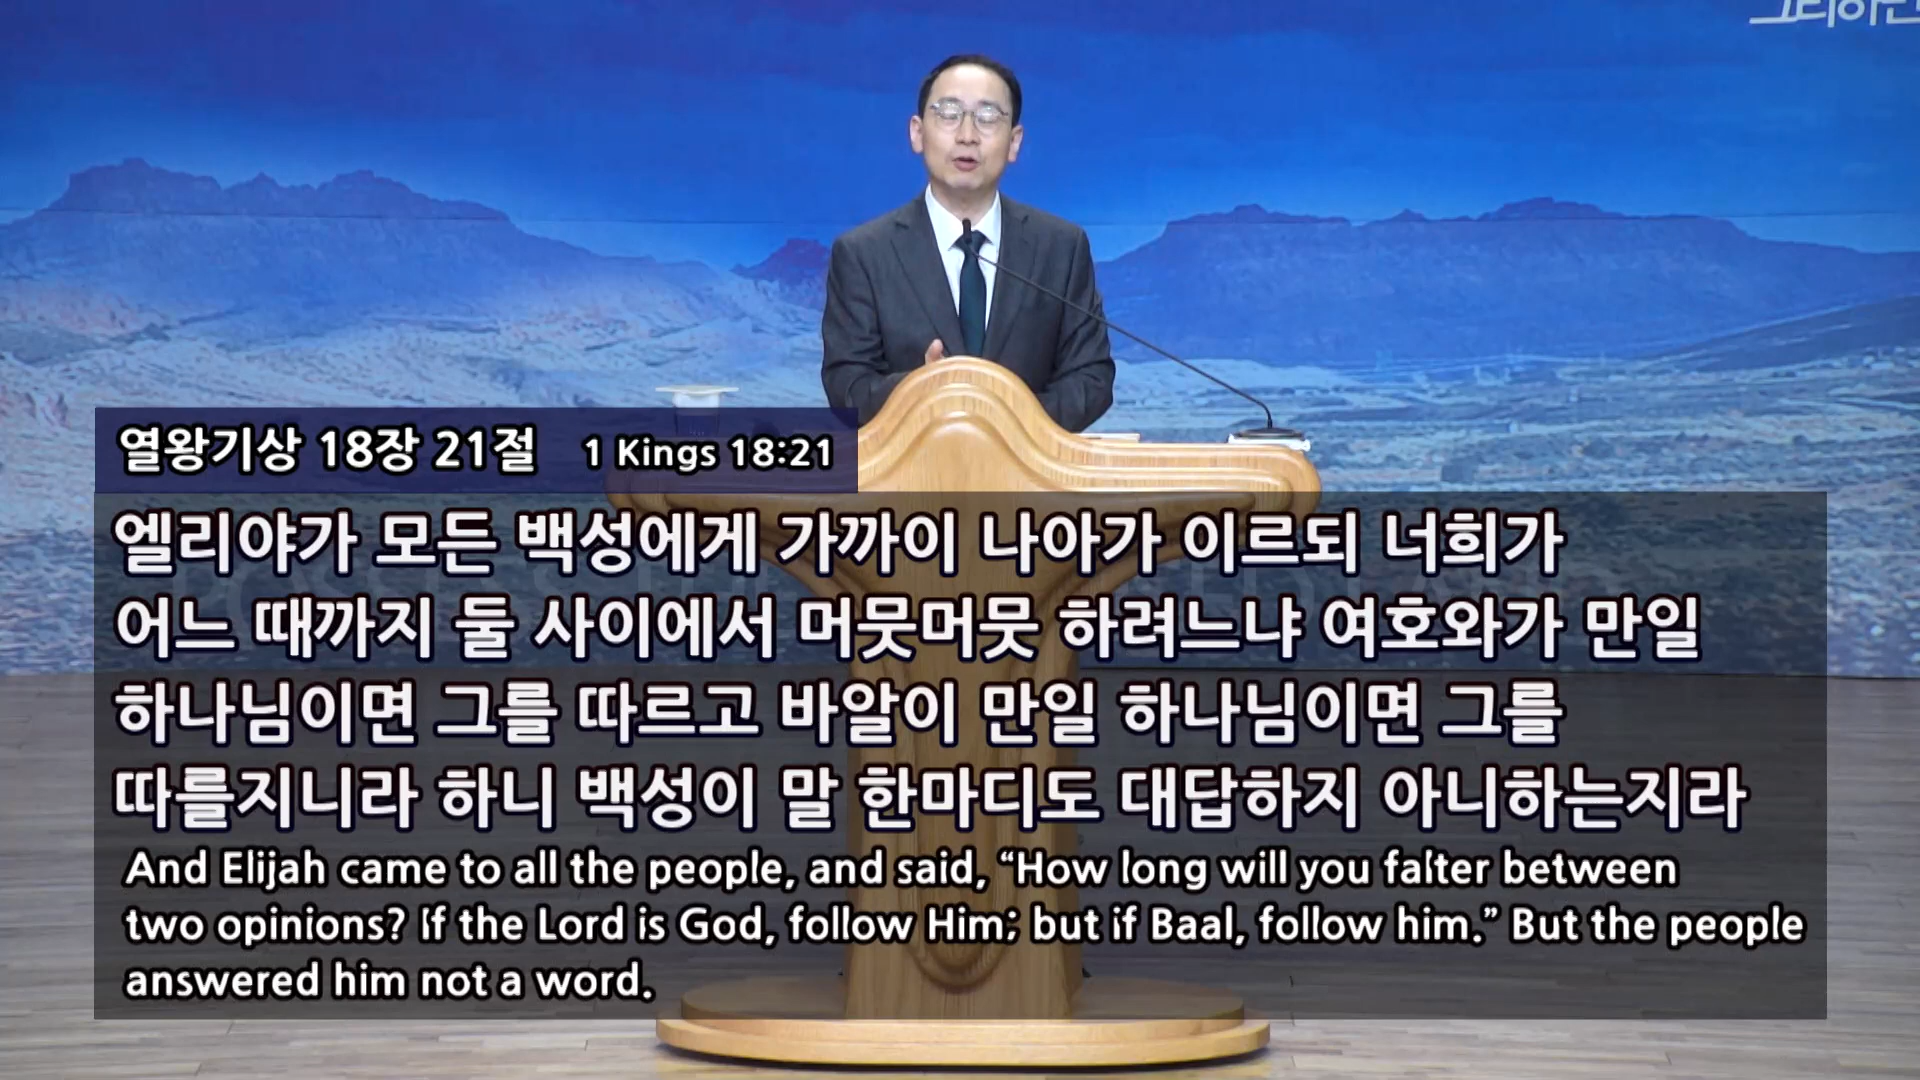 열왕기상 18장 21절 1 Kings 18:21
엘리야가 모든 백성에게 가까이 나아가 이르되 너희가
어느 때까지 둘 사이에서 머뭇머뭇 하려느냐 여호와가 만일
하나님이면 그를 따르고 바알이 만일 하나님이면 그를
따를지니라 하니 백성이 말 한마디도 대답하지 아니하는지라
And Elijah came to all the people, and said, “How long will you falter between
two opinions? If the Lord is God, follow Him; but if Baal, follow him.” But the people
answered him not a word.